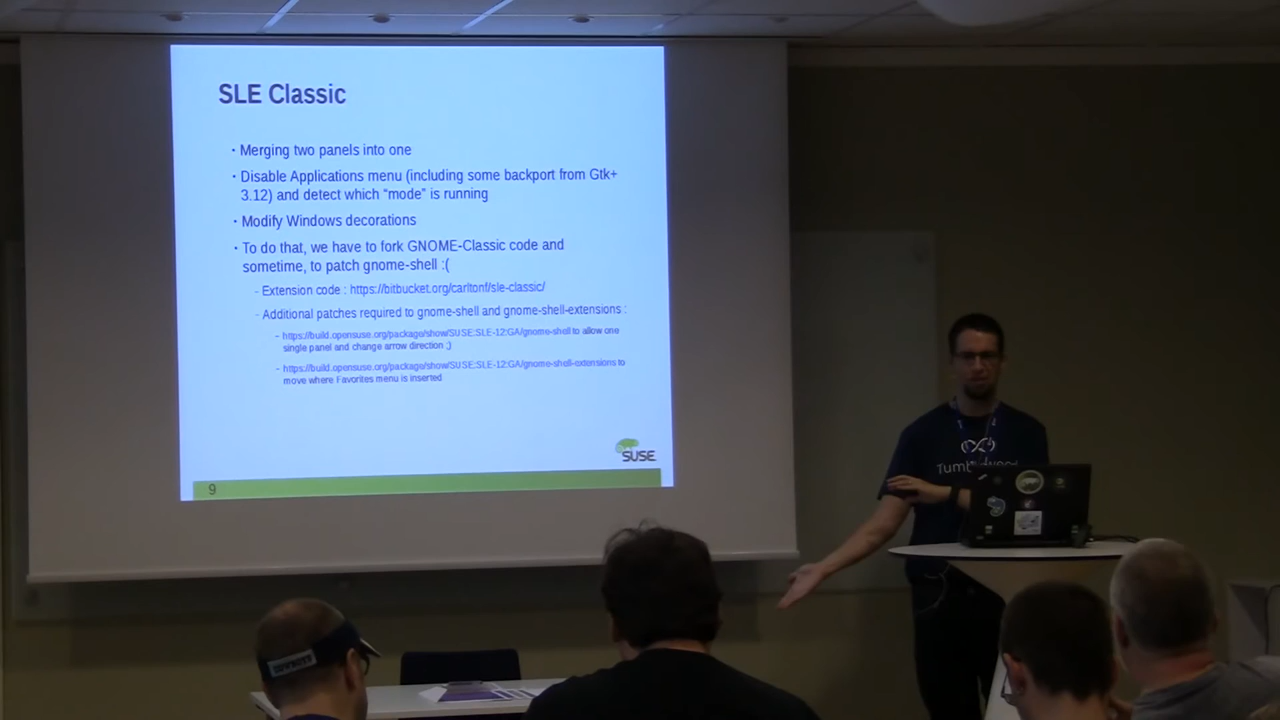 SLE Classic
· Merging two panels into one
· Disable Applications menu (including some backport from Gtk+
3.12) and detect which “mode” is running
· Modify Windows decorations
· To do that, we have to fork GNOME-Classic code and
sometime, to patch gnome-shell :(
- Extension code : https://bitbucket.org/carltonf/sle-classic/
- Additional patches required to gnome-shell and gnome-shell-extensions :
- https://build.opensuse.org/package/show/SUSE:SLE-12:GA/gnome-shell to allow one
single panel and change arrow direction ;)
- https://build.opensuse.org/package/show/SUSE:SLE-12:GA/gnome-shell-extensions to
move where Favorites menu is inserted
SUSE
9
COWBOYS